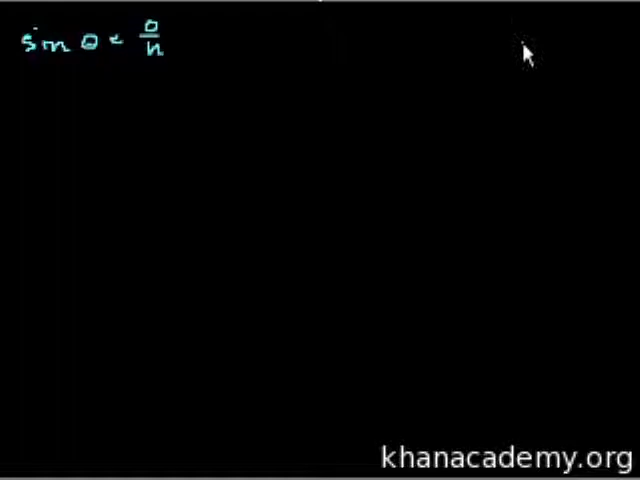 sin θ = o/h
khanacademy.org